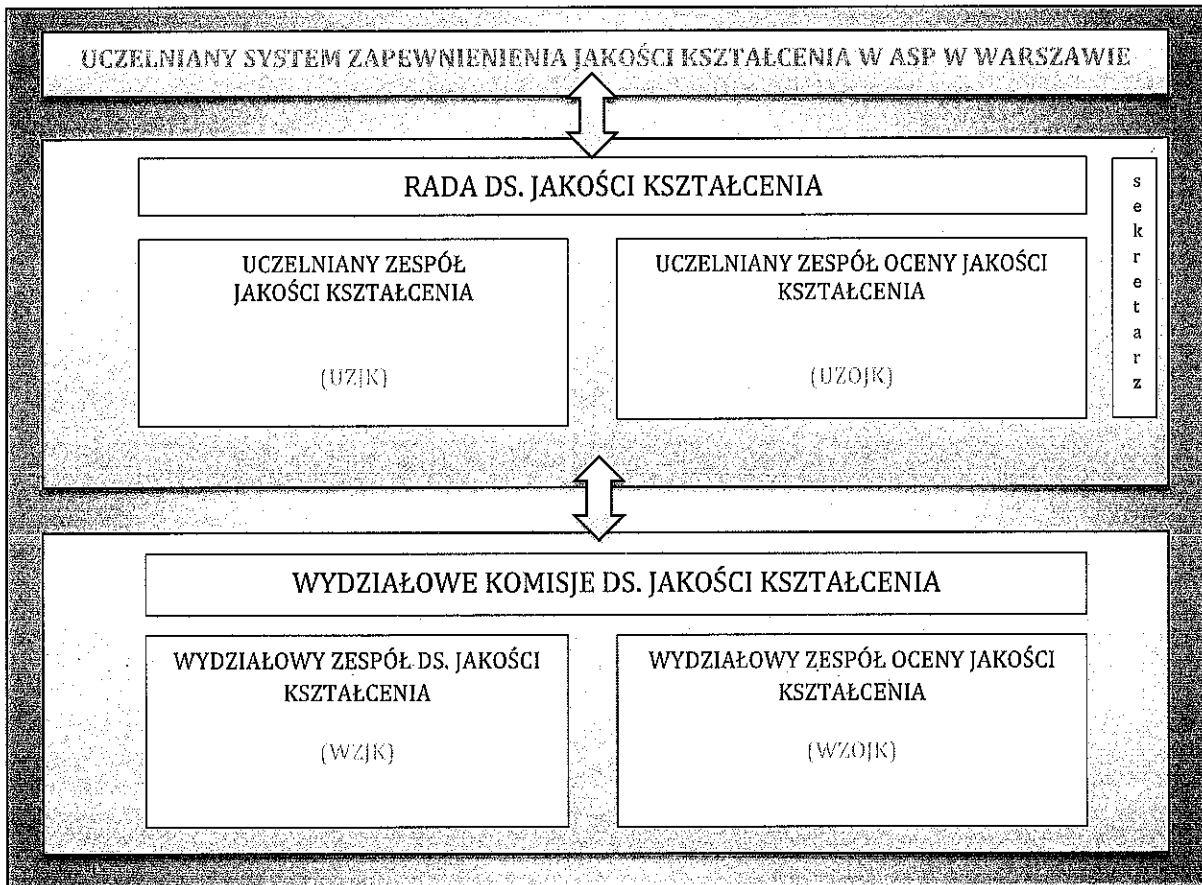 UCZELNIANY SYSTEM ZAPEWNIENIENIA JAKOŚCI KSZTAŁCENIA W ASP W WARSZAWIE
RADA DS. JAKOŚCI KSZTAŁCENIA
UCZELNIANY ZESPÓŁ
JAKOŚCI KSZTAŁCENIA
(UZJK)
UCZELNIANY ZESPÓŁ OCENY JAKOŚCI
KSZTAŁCENIA
(UZOJK)
s
e
k
r
e
t
a
r
z
WYDZIAŁOWE KOMISJE DS. JAKOŚCI KSZTAŁCENIA
WYDZIAŁOWY ZESPÓŁ DS. JAKOŚCI
KSZTAŁCENIA
(WZJK)
WYDZIAŁOWY ZESPÓŁ OCENY JAKOŚCI
KSZTAŁCENIA
(WZOJK)